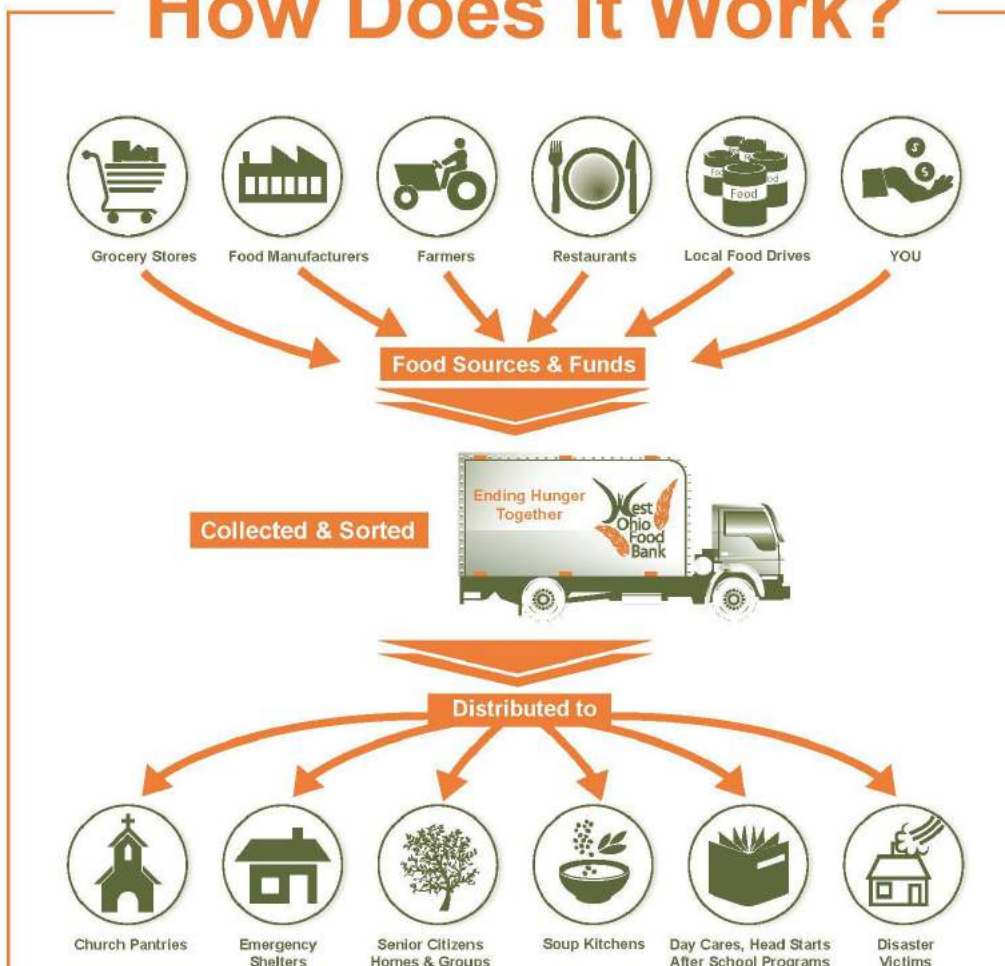 How Does It Work?
Grocery Stores
Food Manufacturers
Farmers
Restaurants
Food
Local Food Drives
S
S
YOU
Food Sources & Funds
Ending Hunger
Together
West
Ohio
Food
Bank
Collected & Sorted
Distributed to
Church Pantries
Emergency
Shelters
Senior Citizens
Homes & Groups
Soup Kitchens
Day Cares, Head Starts
After School Programs
Disaster
Victims